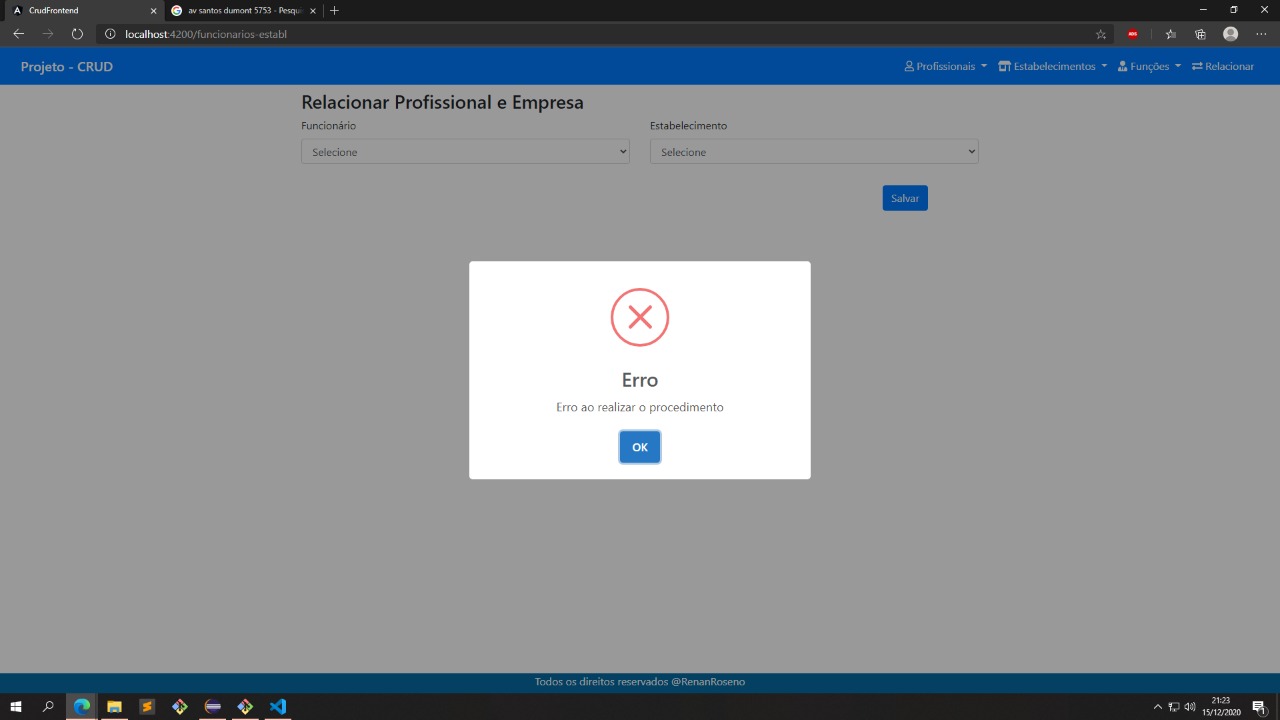 CrudFrontend
av santos dumont 5753 - Pesqui
localhost:4200/funcionarios-establ
ABP
Projeto - CRUD
Profissionais
Estabelecimentos
Funções
Relacionar
Relacionar Profissional e Empresa
Funcionário
Estabelecimento
Selecione
Selecione
Salvar
Erro
Erro ao realizar o procedimento
OK
Todos os direitos reservados @RenanRoseno
21:23
15/12/2020